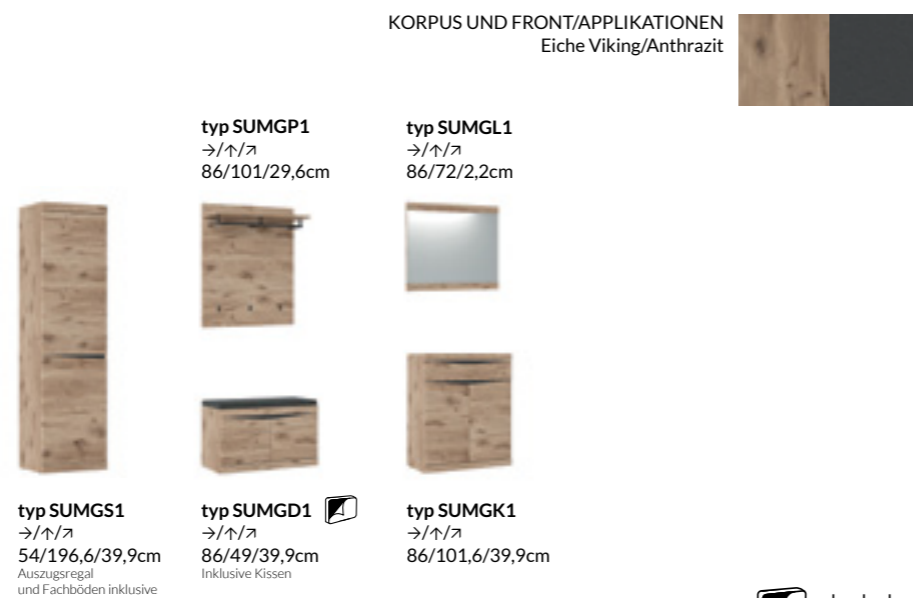 KORPUS UND FRONT/APPLIKATIONEN
Eiche Viking/Anthrazit
typ SUMGP1
→/↑/↗
86/101/29,6cm
typ SUMGL1
→/↑/↗
86/72/2,2cm
typ SUMGS1
→/↑/↗
54/196,6/39,9cm
Auszugsregal
und Fachböden inklusive
typ SUMGD1
→/↑/↗
86/49/39,9cm
Inklusive Kissen
typ SUMGK1
→/↑/↗
86/101,6/39,9cm